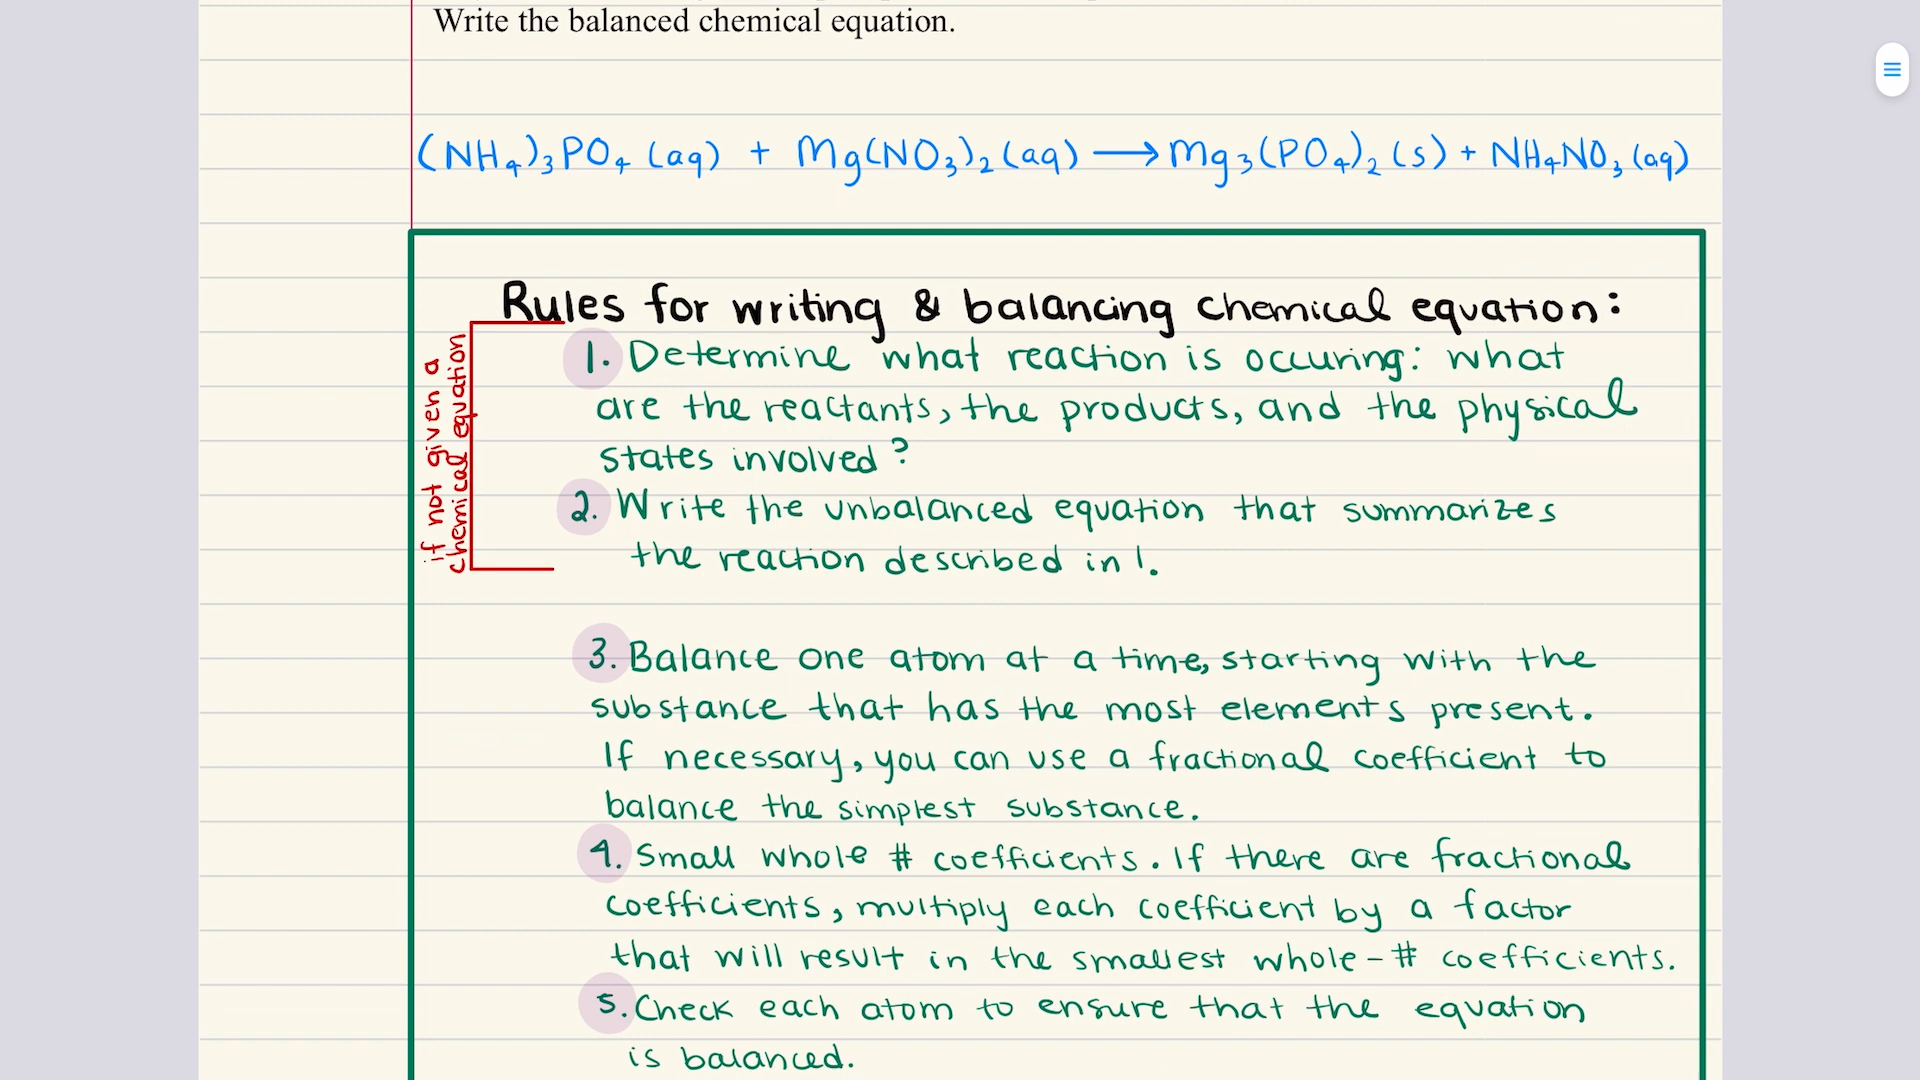 Write the balanced chemical equation.
(NH₄)₃PO₄ (aq) + Mg(NO₃)₂ (aq) ⟶ Mg₃(PO₄)₂ (s) + NH₄NO₃ (aq)
Rules for writing & balancing chemical equation:
if not given a
chemical equation
1. Determine what reaction is occuring: what
are the reactants, the products, and the physical
states involved?
2. Write the unbalanced equation that summarizes
the reaction described in 1.
3. Balance one atom at a time, starting with the
substance that has the most elements present.
If necessary, you can use a fractional coefficient to
balance the simplest substance.
4. Small whole # coefficients. If there are fractional
coefficients, multiply each coefficient by a factor
that will result in the smallest whole-# coefficients.
5. Check each atom to ensure that the equation
is balanced.